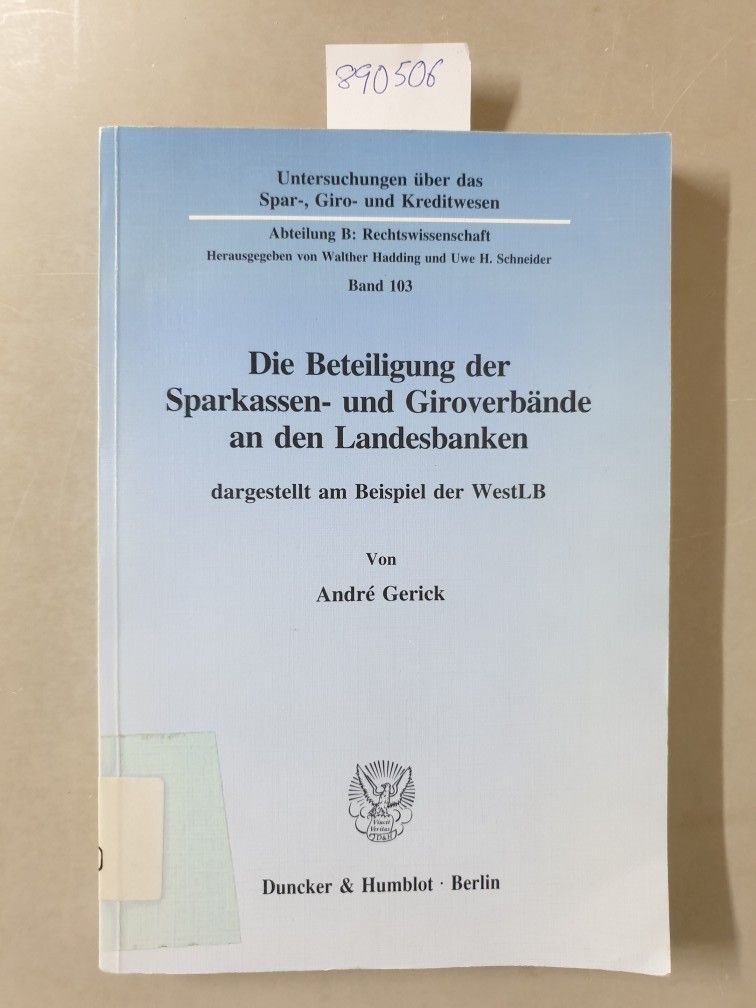 890506
Untersuchungen über das
Spar-, Giro- und Kreditwesen
Abteilung B: Rechtswissenschaft
Herausgegeben von Walther Hadding und Uwe H. Schneider
Band 103
Die Beteiligung der
Sparkassen- und Giroverbände
an den Landesbanken
dargestellt am Beispiel der WestLB
Von
André Gerick
Vincit
Veritas
D&H
Duncker & Humblot · Berlin